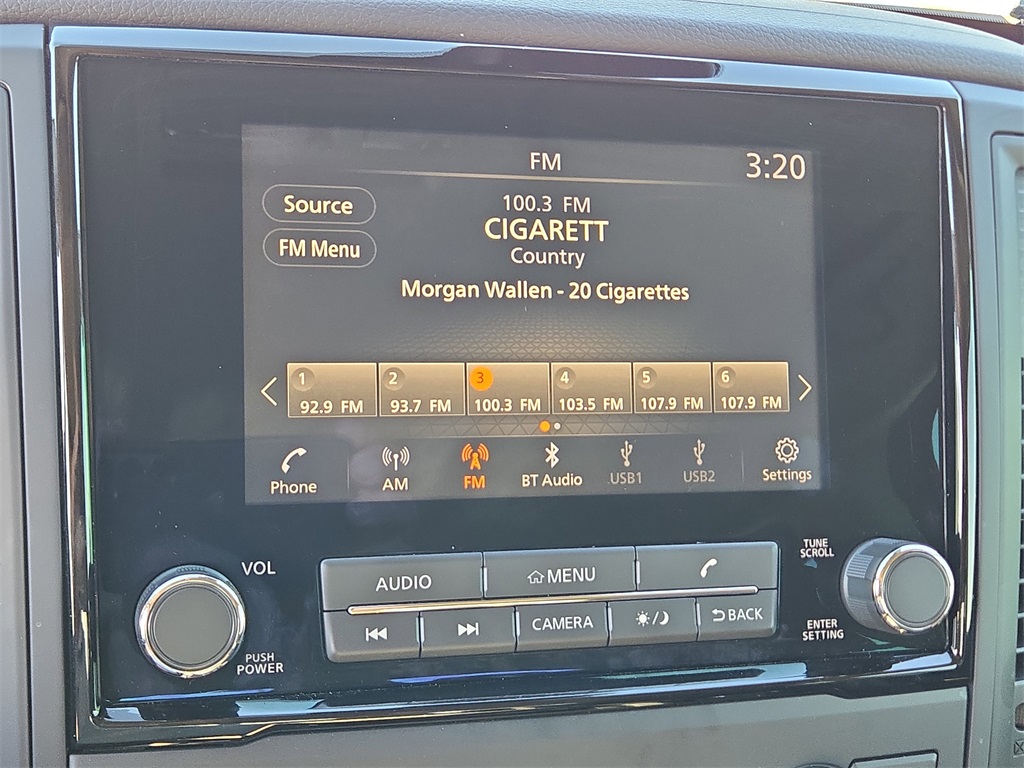 FM 3:20
Source
FM Menu
100.3 FM
CIGARETT
Country
Morgan Wallen - 20 Cigarettes
1 2 3 4 5 6
92.9 FM 93.7 FM 100.3 FM 103.5 FM 107.9 FM 107.9 FM
Phone AM FM BT Audio USB1 USB2 Settings
VOL
PUSH
POWER
AUDIO MENU
CAMERA BACK
TUNE
SCROLL
ENTER
SETTING